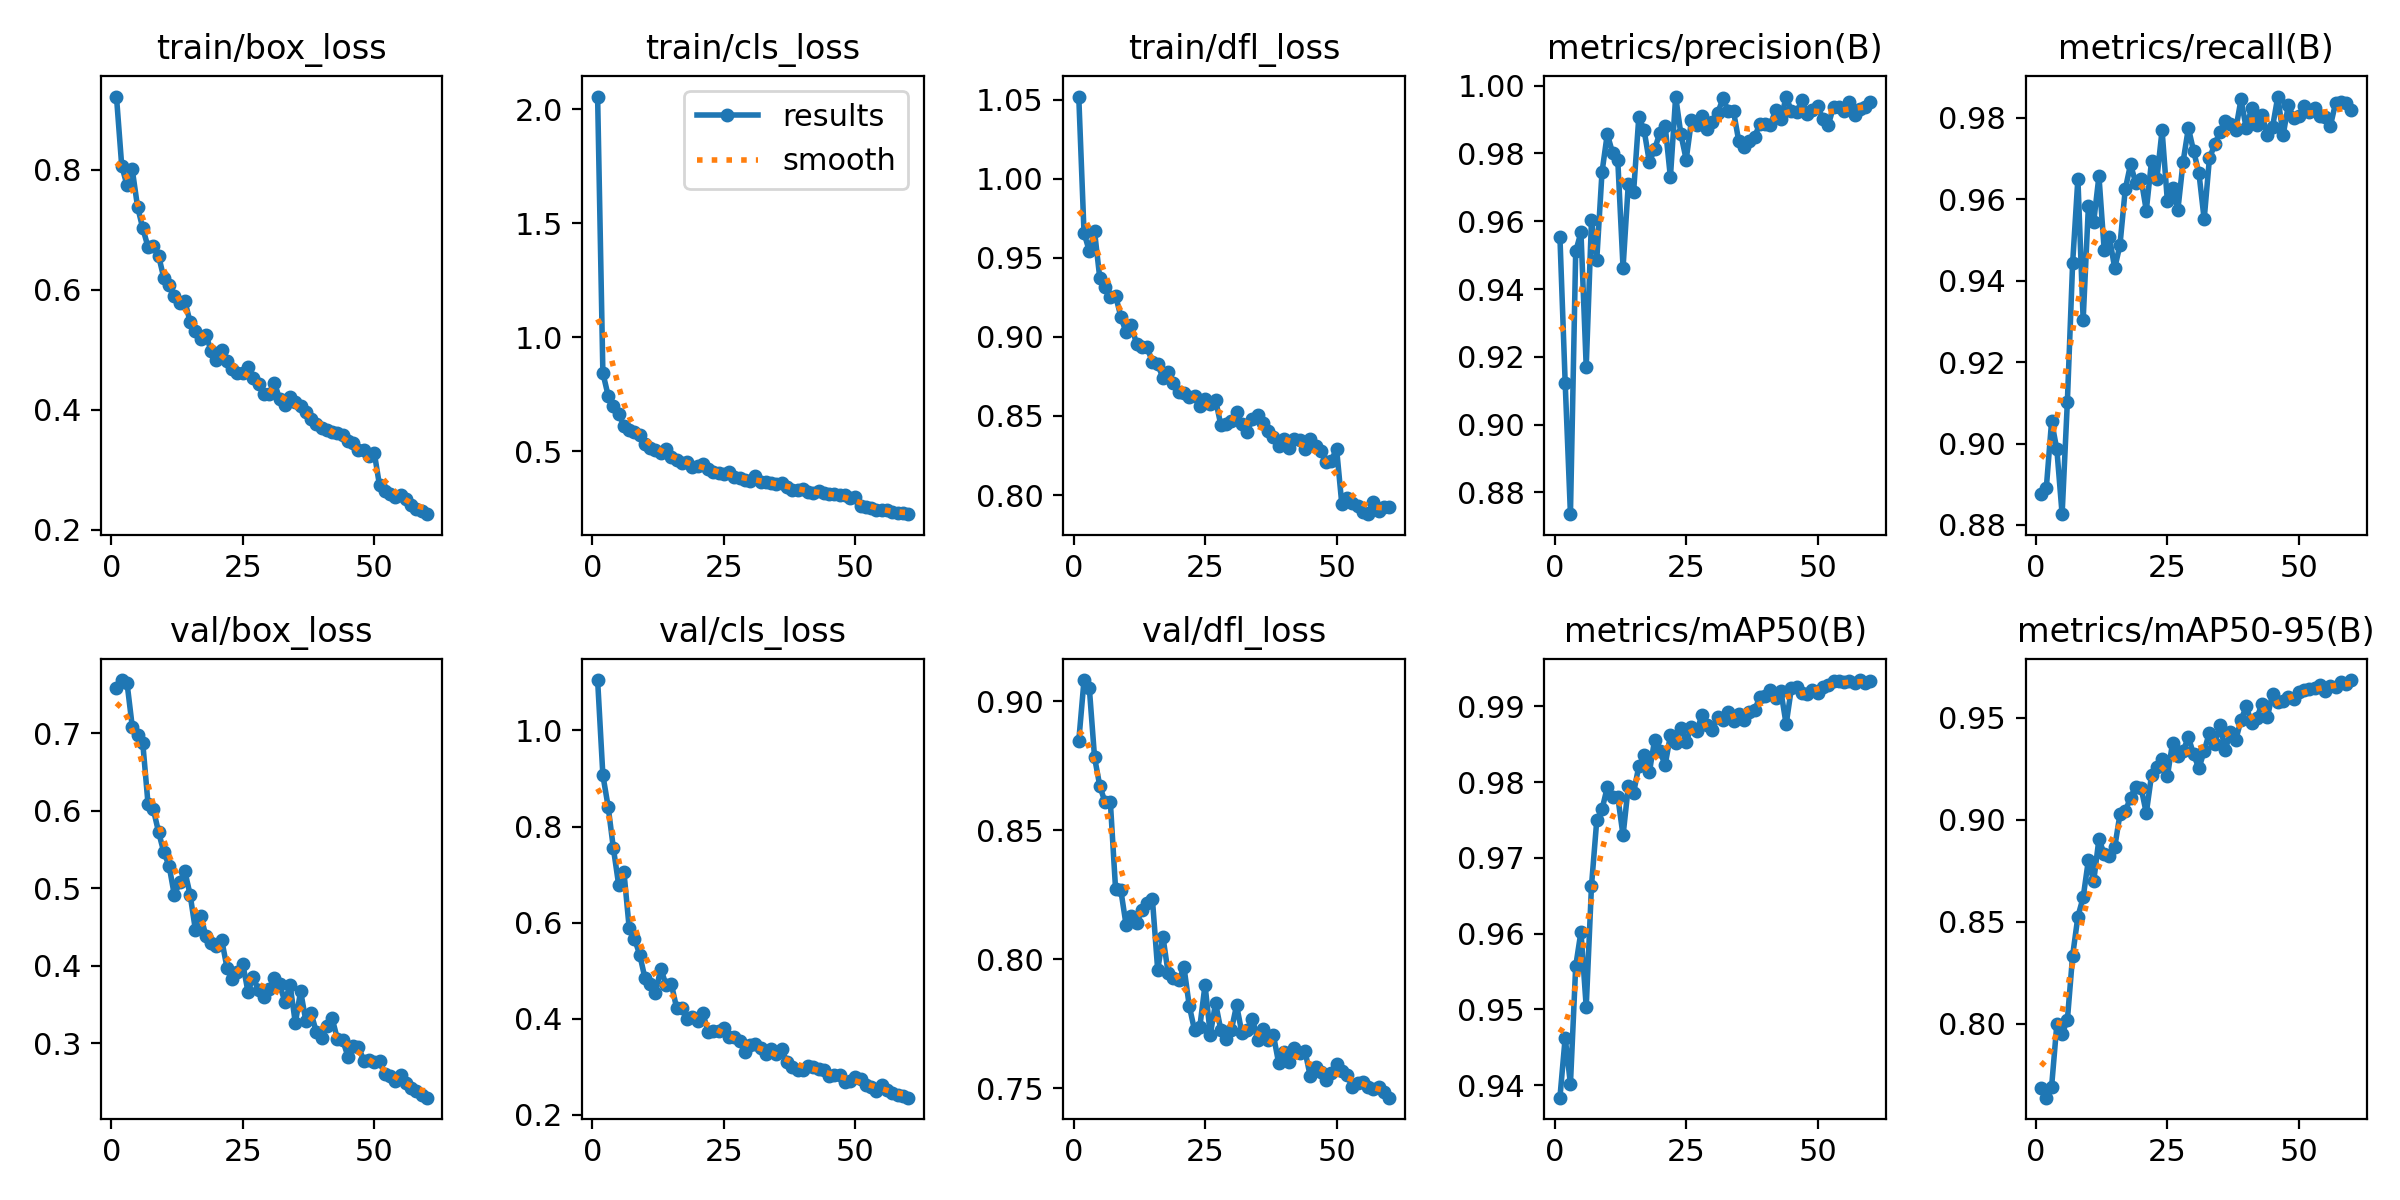 train/box_loss
0.8
0.6
0.4
0.2
0 25 50
train/cls_loss
results
smooth
2.0
1.5
1.0
0.5
0 25 50
train/dfl_loss
1.05
1.00
0.95
0.90
0.85
0.80
0 25 50
metrics/precision(B)
1.00
0.98
0.96
0.94
0.92
0.90
0.88
0 25 50
metrics/recall(B)
0.98
0.96
0.94
0.92
0.90
0.88
0 25 50
val/box_loss
0.7
0.6
0.5
0.4
0.3
0 25 50
val/cls_loss
1.0
0.8
0.6
0.4
0.2
0 25 50
val/dfl_loss
0.90
0.85
0.80
0.75
0 25 50
metrics/mAP50(B)
0.99
0.98
0.97
0.96
0.95
0.94
0 25 50
metrics/mAP50-95(B)
0.95
0.90
0.85
0.80
0 25 50